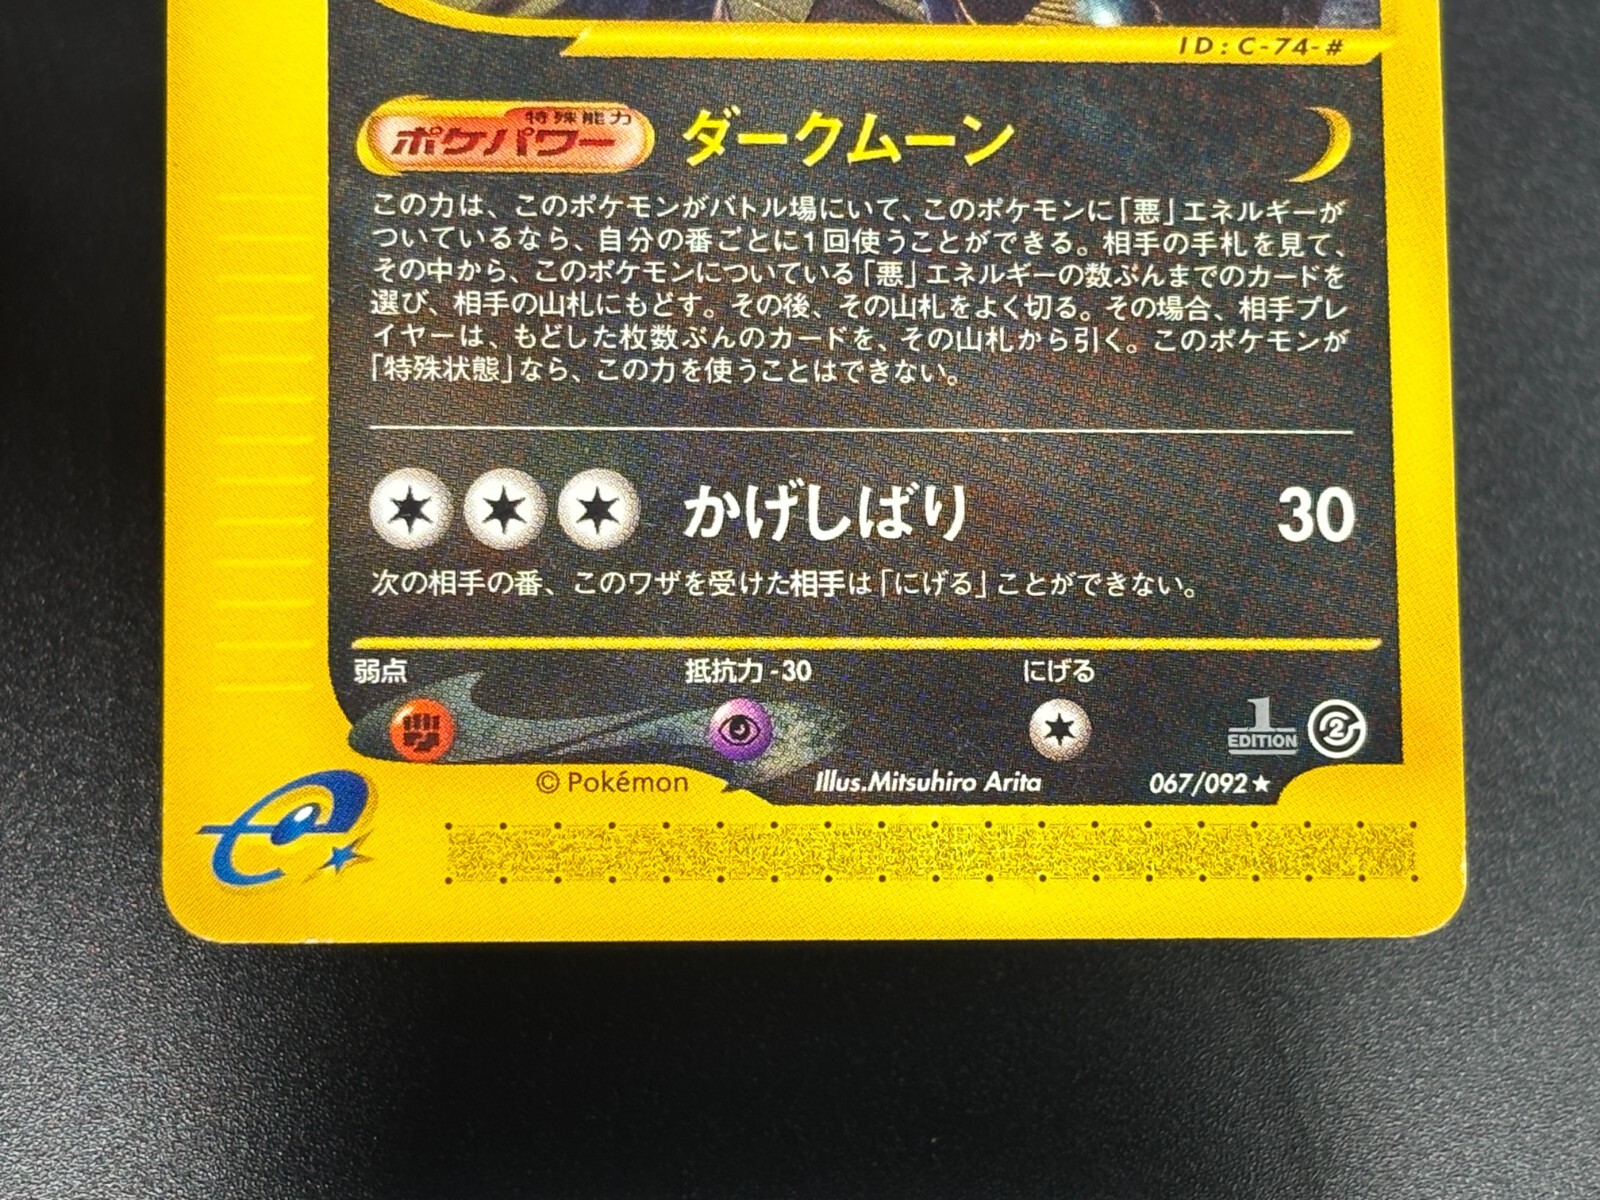 ID:C-74-#
特殊能力
ポケパワー ダークムーン
この力は、このポケモンがバトル場にいて、このポケモンに「悪」エネルギーが
ついているなら、自分の番ごとに1回使うことができる。相手の手札を見て、
その中から、このポケモンについている「悪」エネルギーの数ぶんまでのカードを
選び、相手の山札にもどす。その後、その山札をよく切る。その場合、相手プレ
イヤーは、もどした枚数ぶんのカードを、その山札から引く。このポケモンが
「特殊状態」なら、この力を使うことはできない。
かげしばり 30
次の相手の番、このワザを受けた相手は「にげる」ことができない。
弱点 抵抗力-30 にげる
1 EDITION 2
© Pokémon Illus.Mitsuhiro Arita 067/092★
e